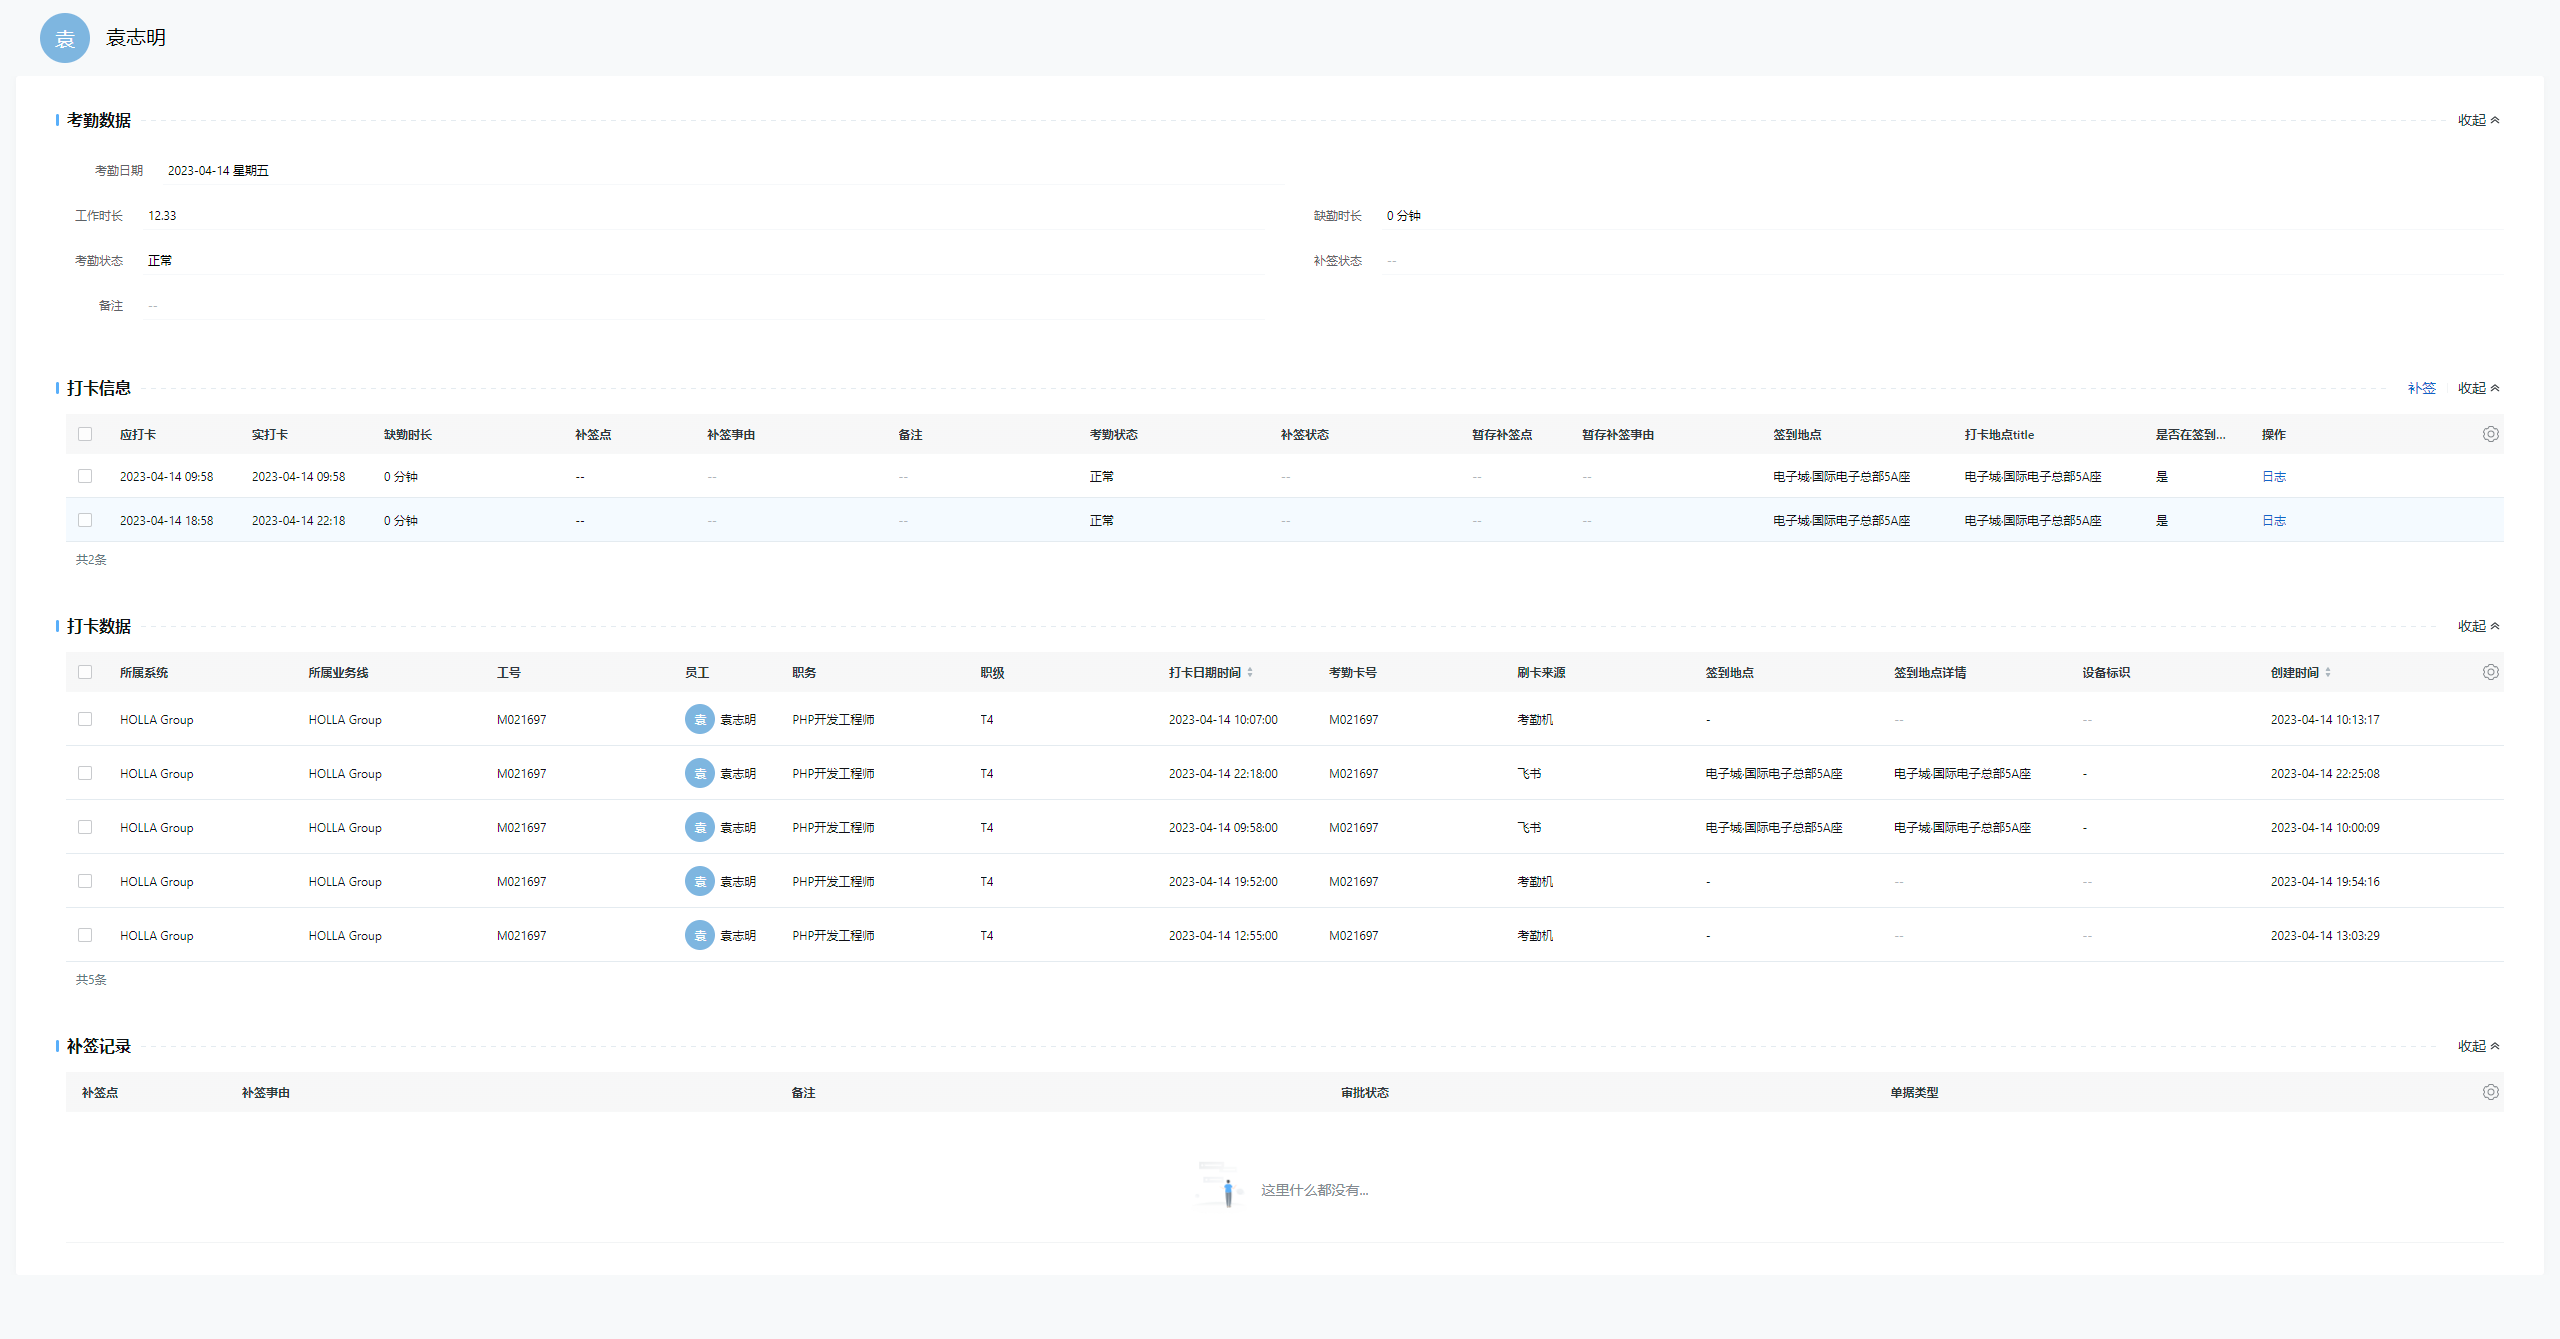 袁 袁志明
考勤数据 收起
考勤日期 2023-04-14 星期五
工作时长 12.33 缺勤时长 0 分钟
考勤状态 正常 补签状态 --
备注 --
打卡信息 补签 收起
应打卡 实打卡 缺勤时长 补签点 补签事由 备注 考勤状态 补签状态 暂存补签点 暂存补签事由 签到地点 打卡地点title 是否在签到... 操作
2023-04-14 09:58 2023-04-14 09:58 0 分钟 -- -- -- 正常 -- -- -- 电子城·国际电子总部5A座 电子城·国际电子总部5A座 是 日志
2023-04-14 18:58 2023-04-14 22:18 0 分钟 -- -- -- 正常 -- -- -- 电子城·国际电子总部5A座 电子城·国际电子总部5A座 是 日志
共2条
打卡数据 收起
所属系统 所属业务线 工号 员工 职务 职级 打卡日期时间 考勤卡号 刷卡来源 签到地点 签到地点详情 设备标识 创建时间
HOLLA Group HOLLA Group M021697 袁 袁志明 PHP开发工程师 T4 2023-04-14 10:07:00 M021697 考勤机 - -- -- 2023-04-14 10:13:17
HOLLA Group HOLLA Group M021697 袁 袁志明 PHP开发工程师 T4 2023-04-14 22:18:00 M021697 飞书 电子城·国际电子总部5A座 电子城·国际电子总部5A座 - 2023-04-14 22:25:08
HOLLA Group HOLLA Group M021697 袁 袁志明 PHP开发工程师 T4 2023-04-14 09:58:00 M021697 飞书 电子城·国际电子总部5A座 电子城·国际电子总部5A座 - 2023-04-14 10:00:09
HOLLA Group HOLLA Group M021697 袁 袁志明 PHP开发工程师 T4 2023-04-14 19:52:00 M021697 考勤机 - -- -- 2023-04-14 19:54:16
HOLLA Group HOLLA Group M021697 袁 袁志明 PHP开发工程师 T4 2023-04-14 12:55:00 M021697 考勤机 - -- -- 2023-04-14 13:03:29
共5条
补签记录 收起
补签点 补签事由 备注 审批状态 单据类型
这里什么都没有...